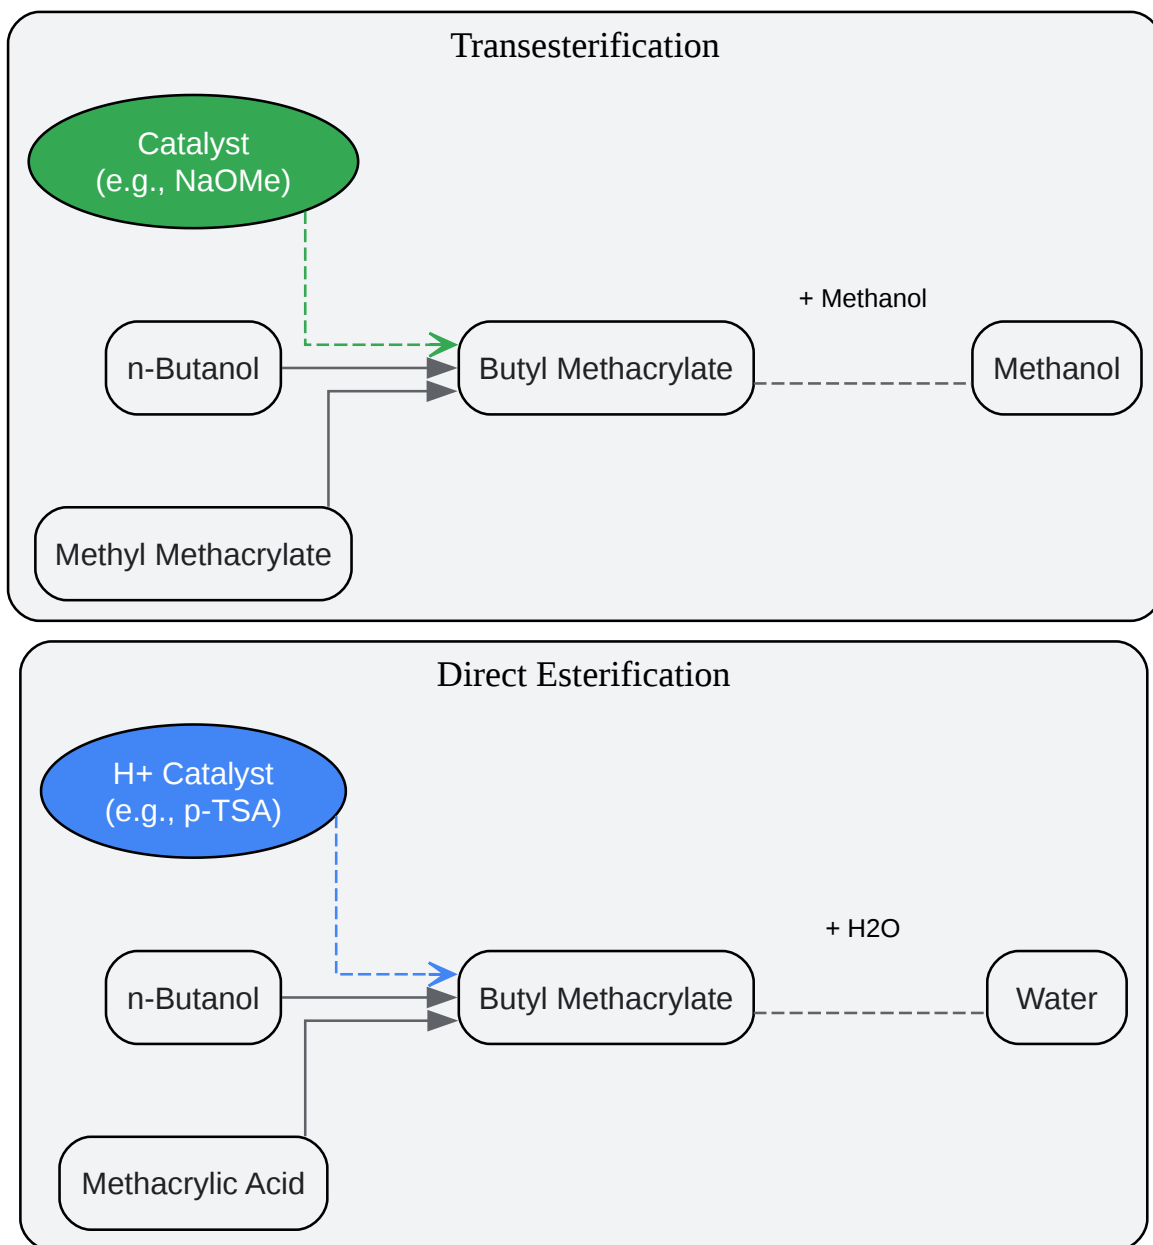 Transesterification
Catalyst
(e.g., NaOMe)
+ Methanol
n-Butanol
Butyl Methacrylate
Methanol
Methyl Methacrylate
Direct Esterification
H+ Catalyst
(e.g., p-TSA)
+ H2O
n-Butanol
Butyl Methacrylate
Water
Methacrylic Acid